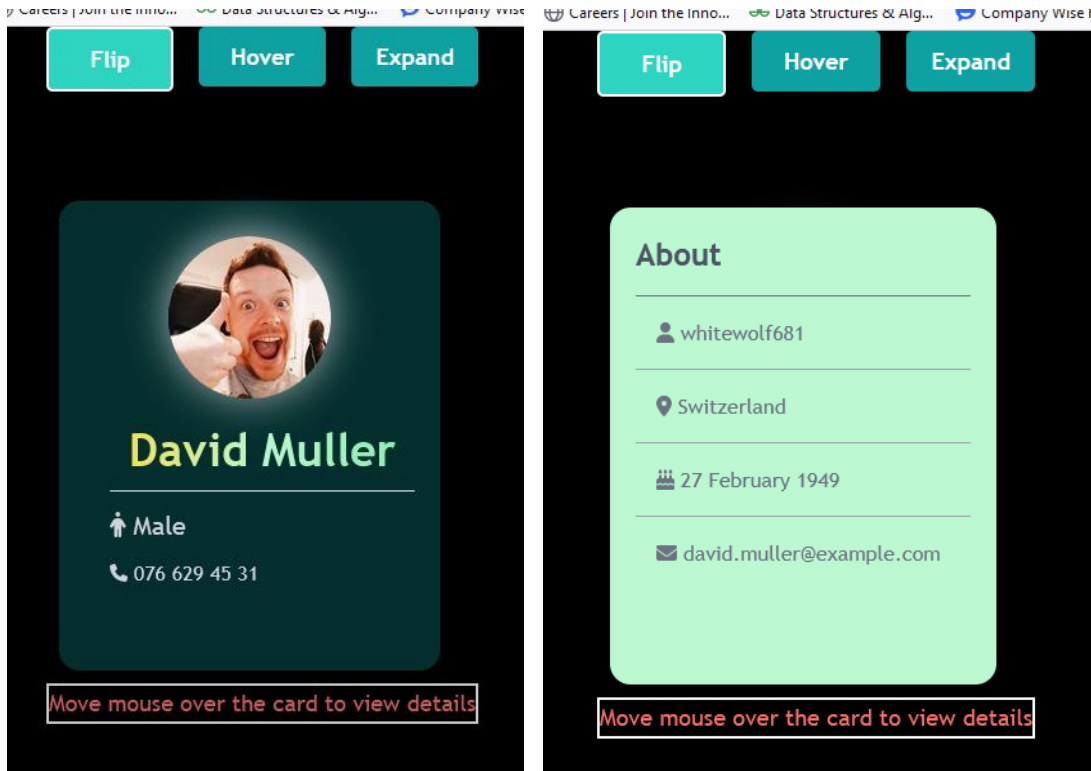 Careers | Join the Inno... Data Structures & Alg... Company Wise
Flip Hover Expand
David Muller
Male
076 629 45 31
Move mouse over the card to view details
Careers | Join the Inno... Data Structures & Alg... Company Wise
Flip Hover Expand
About
whitewolf681
Switzerland
27 February 1949
david.muller@example.com
Move mouse over the card to view details